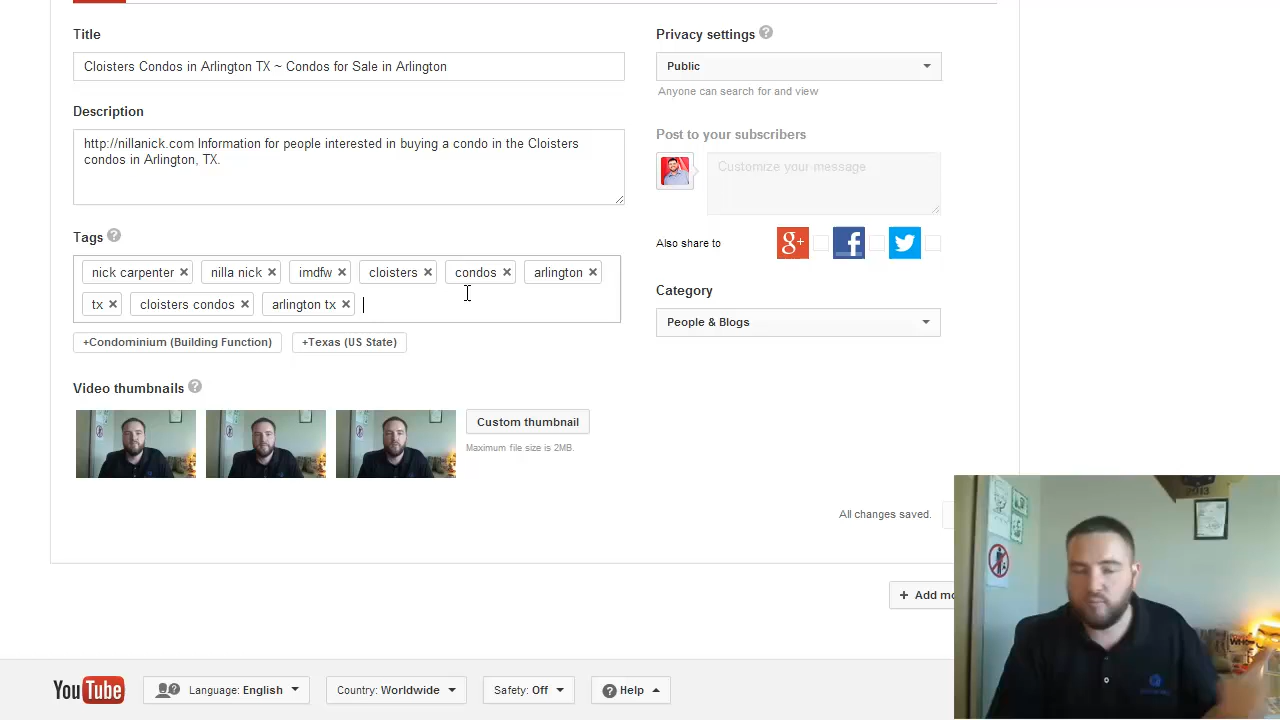 Title
Privacy settings ?
Cloisters Condos in Arlington TX ~ Condos for Sale in Arlington
Public
Anyone can search for and view
Description
http://nillanick.com Information for people interested in buying a condo in the Cloisters
condos in Arlington, TX.
Post to your subscribers
Customize your message
Also share to
g+
f
Tags ?
nick carpenter ×
nilla nick ×
imdfw ×
cloisters ×
condos ×
arlington ×
tx ×
cloisters condos ×
arlington tx ×
+Condominium (Building Function)
+Texas (US State)
Category
People & Blogs
Video thumbnails ?
Custom thumbnail
Maximum file size is 2MB.
All changes saved.
+ Add mo
2013
YouTube
Language: English
Country: Worldwide
Safety: Off
? Help